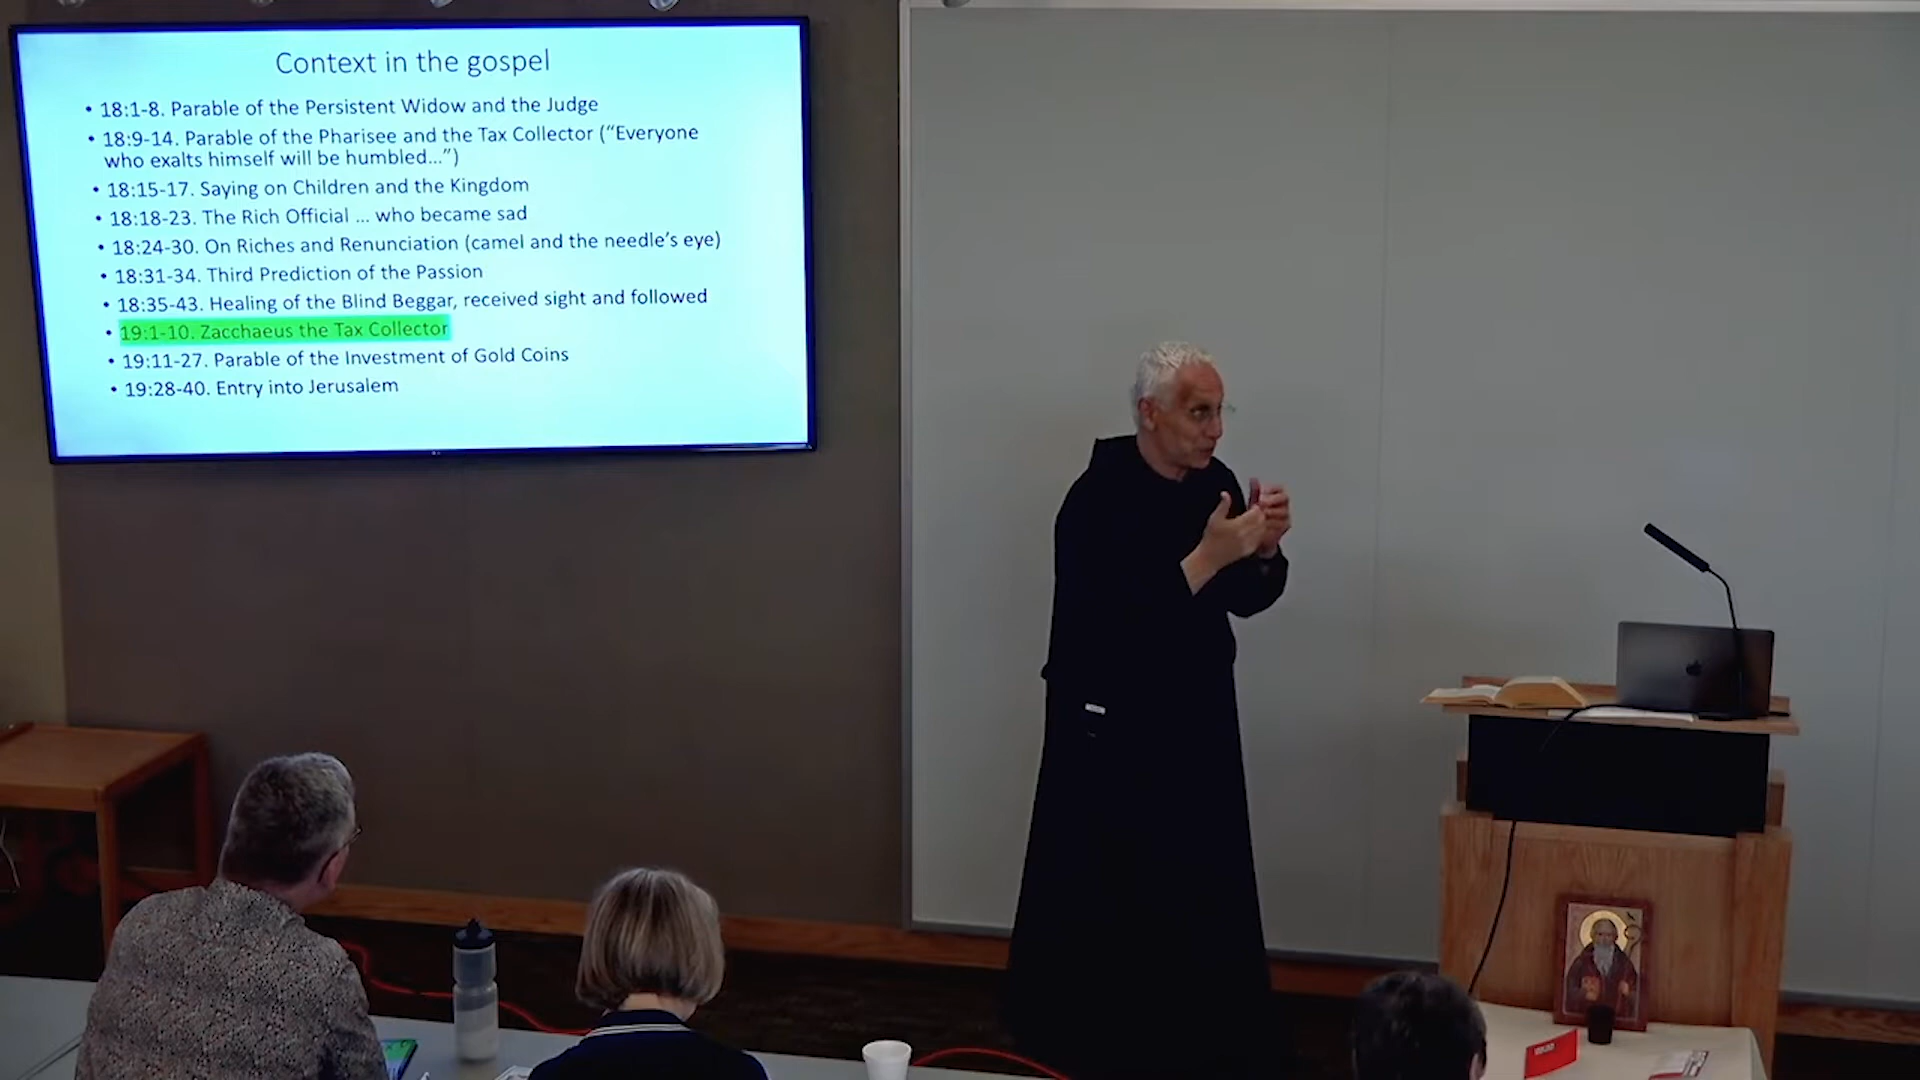 Context in the gospel
• 18:1-8. Parable of the Persistent Widow and the Judge
• 18:9-14. Parable of the Pharisee and the Tax Collector (“Everyone
who exalts himself will be humbled...”)
• 18:15-17. Saying on Children and the Kingdom
• 18:18-23. The Rich Official ... who became sad
• 18:24-30. On Riches and Renunciation (camel and the needle’s eye)
• 18:31-34. Third Prediction of the Passion
• 18:35-43. Healing of the Blind Beggar, received sight and followed
• 19:1-10. Zacchaeus the Tax Collector
• 19:11-27. Parable of the Investment of Gold Coins
• 19:28-40. Entry into Jerusalem